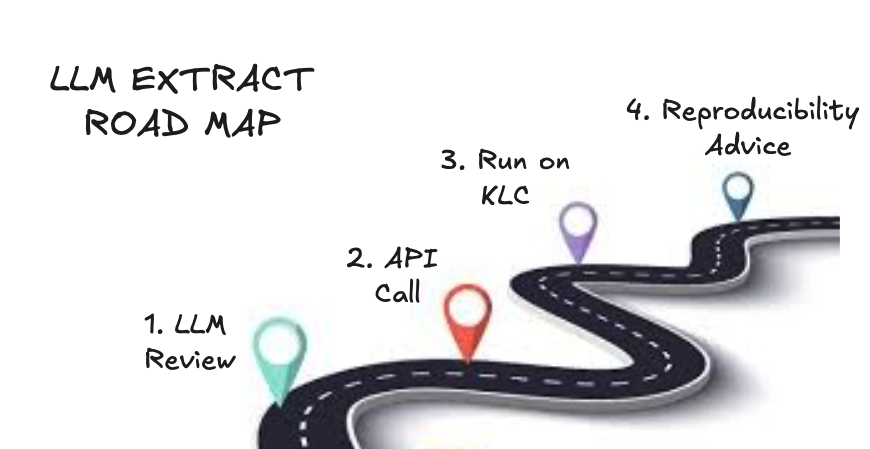 LLM EXTRACT
ROAD MAP
1. LLM
Review
2. API
Call
3. Run on
KLC
4. Reproducibility
Advice